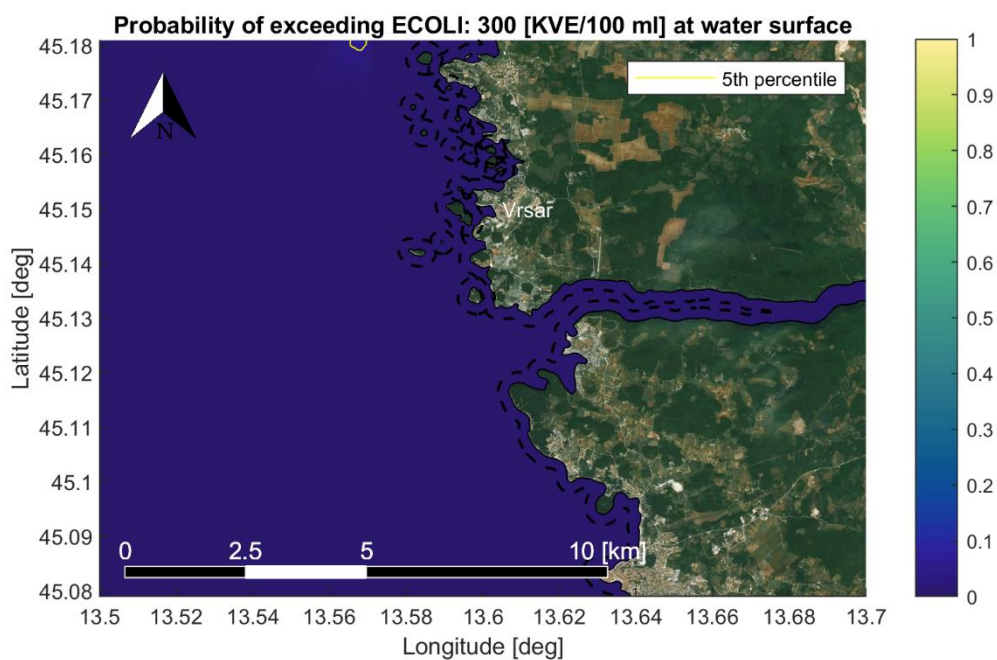 Probability of exceeding ECOLI: 300 [KVE/100 ml] at water surface
45.18
45.17
45.16
45.15
45.14
45.13
45.12
45.11
45.1
45.09
45.08
Latitude [deg]
N
5th percentile
Vrsar
0 2.5 5 10 [km]
13.5 13.52 13.54 13.56 13.58 13.6 13.62 13.64 13.66 13.68 13.7
Longitude [deg]
1
0.9
0.8
0.7
0.6
0.5
0.4
0.3
0.2
0.1
0